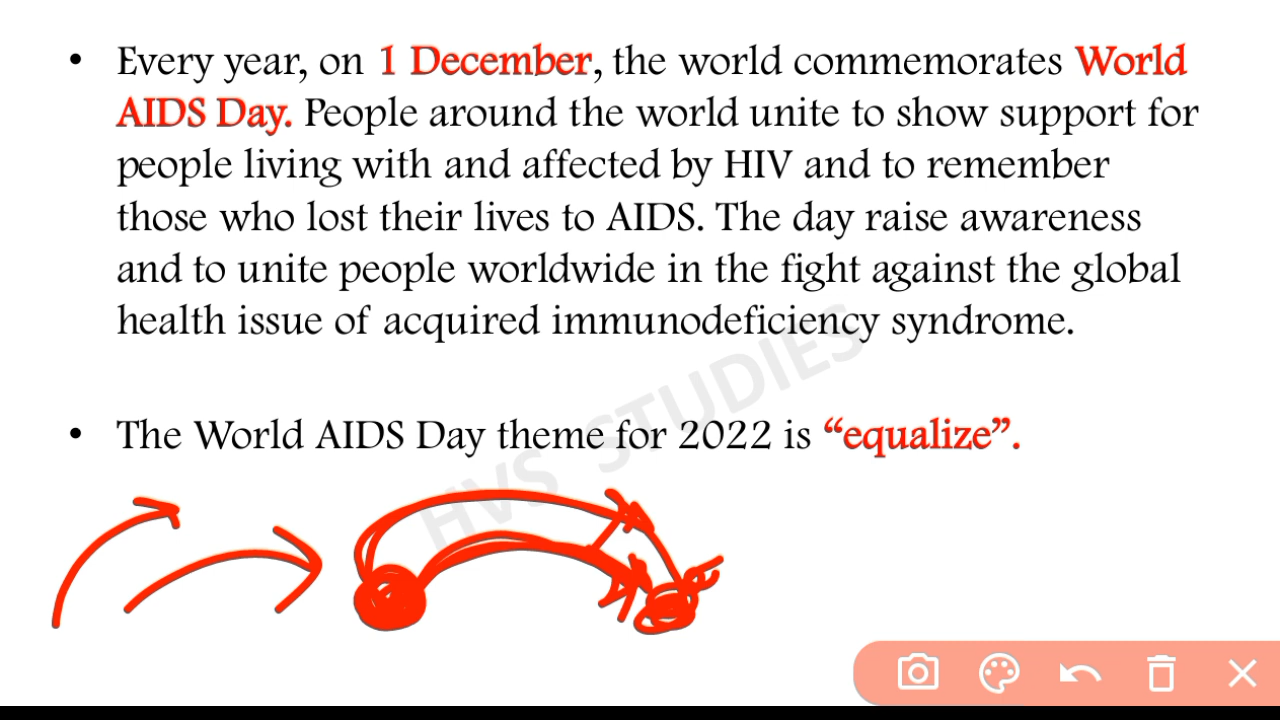 • Every year, on 1 December, the world commemorates World
AIDS Day. People around the world unite to show support for
people living with and affected by HIV and to remember
those who lost their lives to AIDS. The day raise awareness
and to unite people worldwide in the fight against the global
health issue of acquired immunodeficiency syndrome.
• The World AIDS Day theme for 2022 is “equalize”.
HVS STUDIES